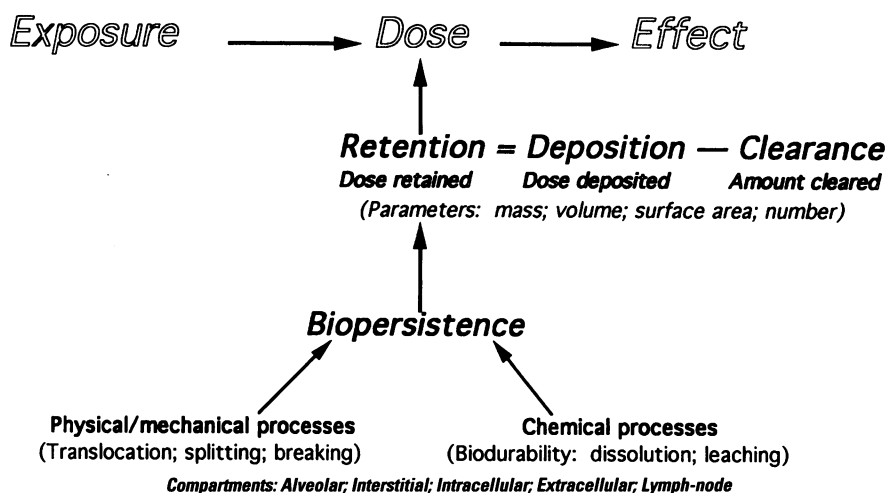 Exposure Dose Effect
Retention = Deposition — Clearance
Dose retained Dose deposited Amount cleared
(Parameters: mass; volume; surface area; number)
Biopersistence
Physical/mechanical processes Chemical processes
(Translocation; splitting; breaking) (Biodurability: dissolution; leaching)
Compartments: Alveolar; Interstitial; Intracellular; Extracellular; Lymph-node